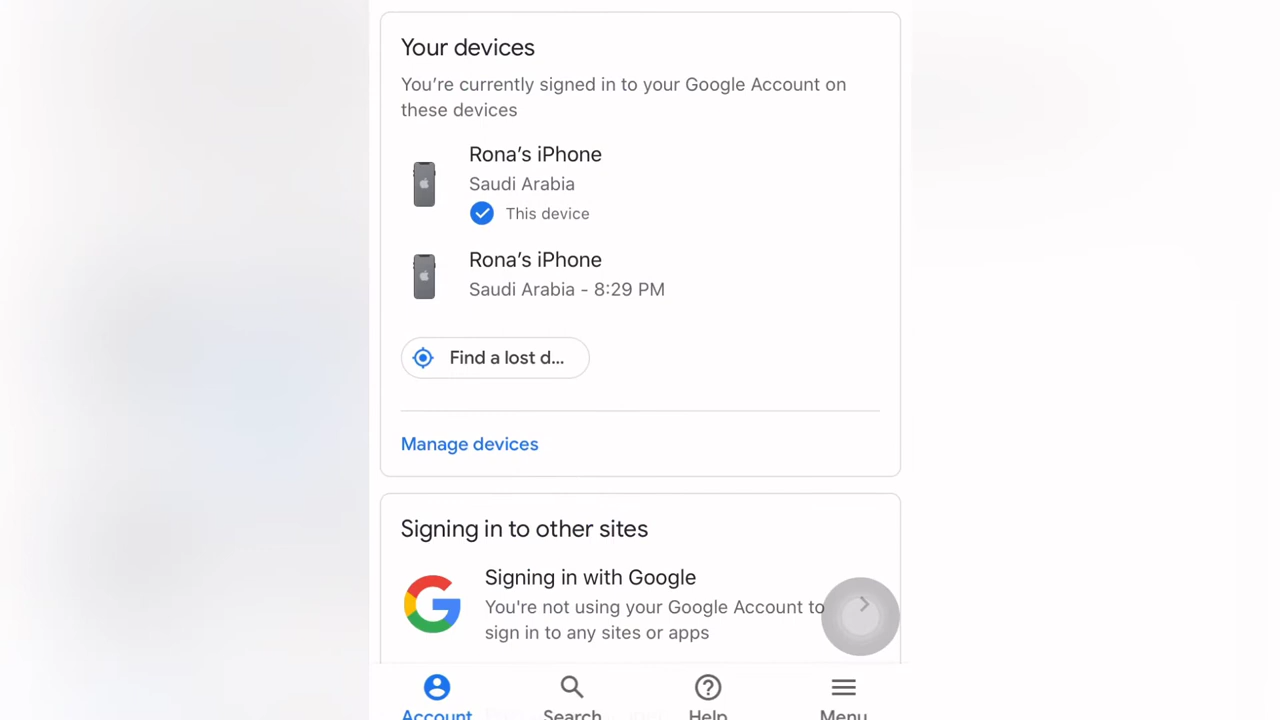 Your devices
You’re currently signed in to your Google Account on
these devices
Rona’s iPhone
Saudi Arabia
This device
Rona’s iPhone
Saudi Arabia - 8:29 PM
Find a lost d...
Manage devices
Signing in to other sites
Signing in with Google
You're not using your Google Account to
sign in to any sites or apps
Account Search Help Menu